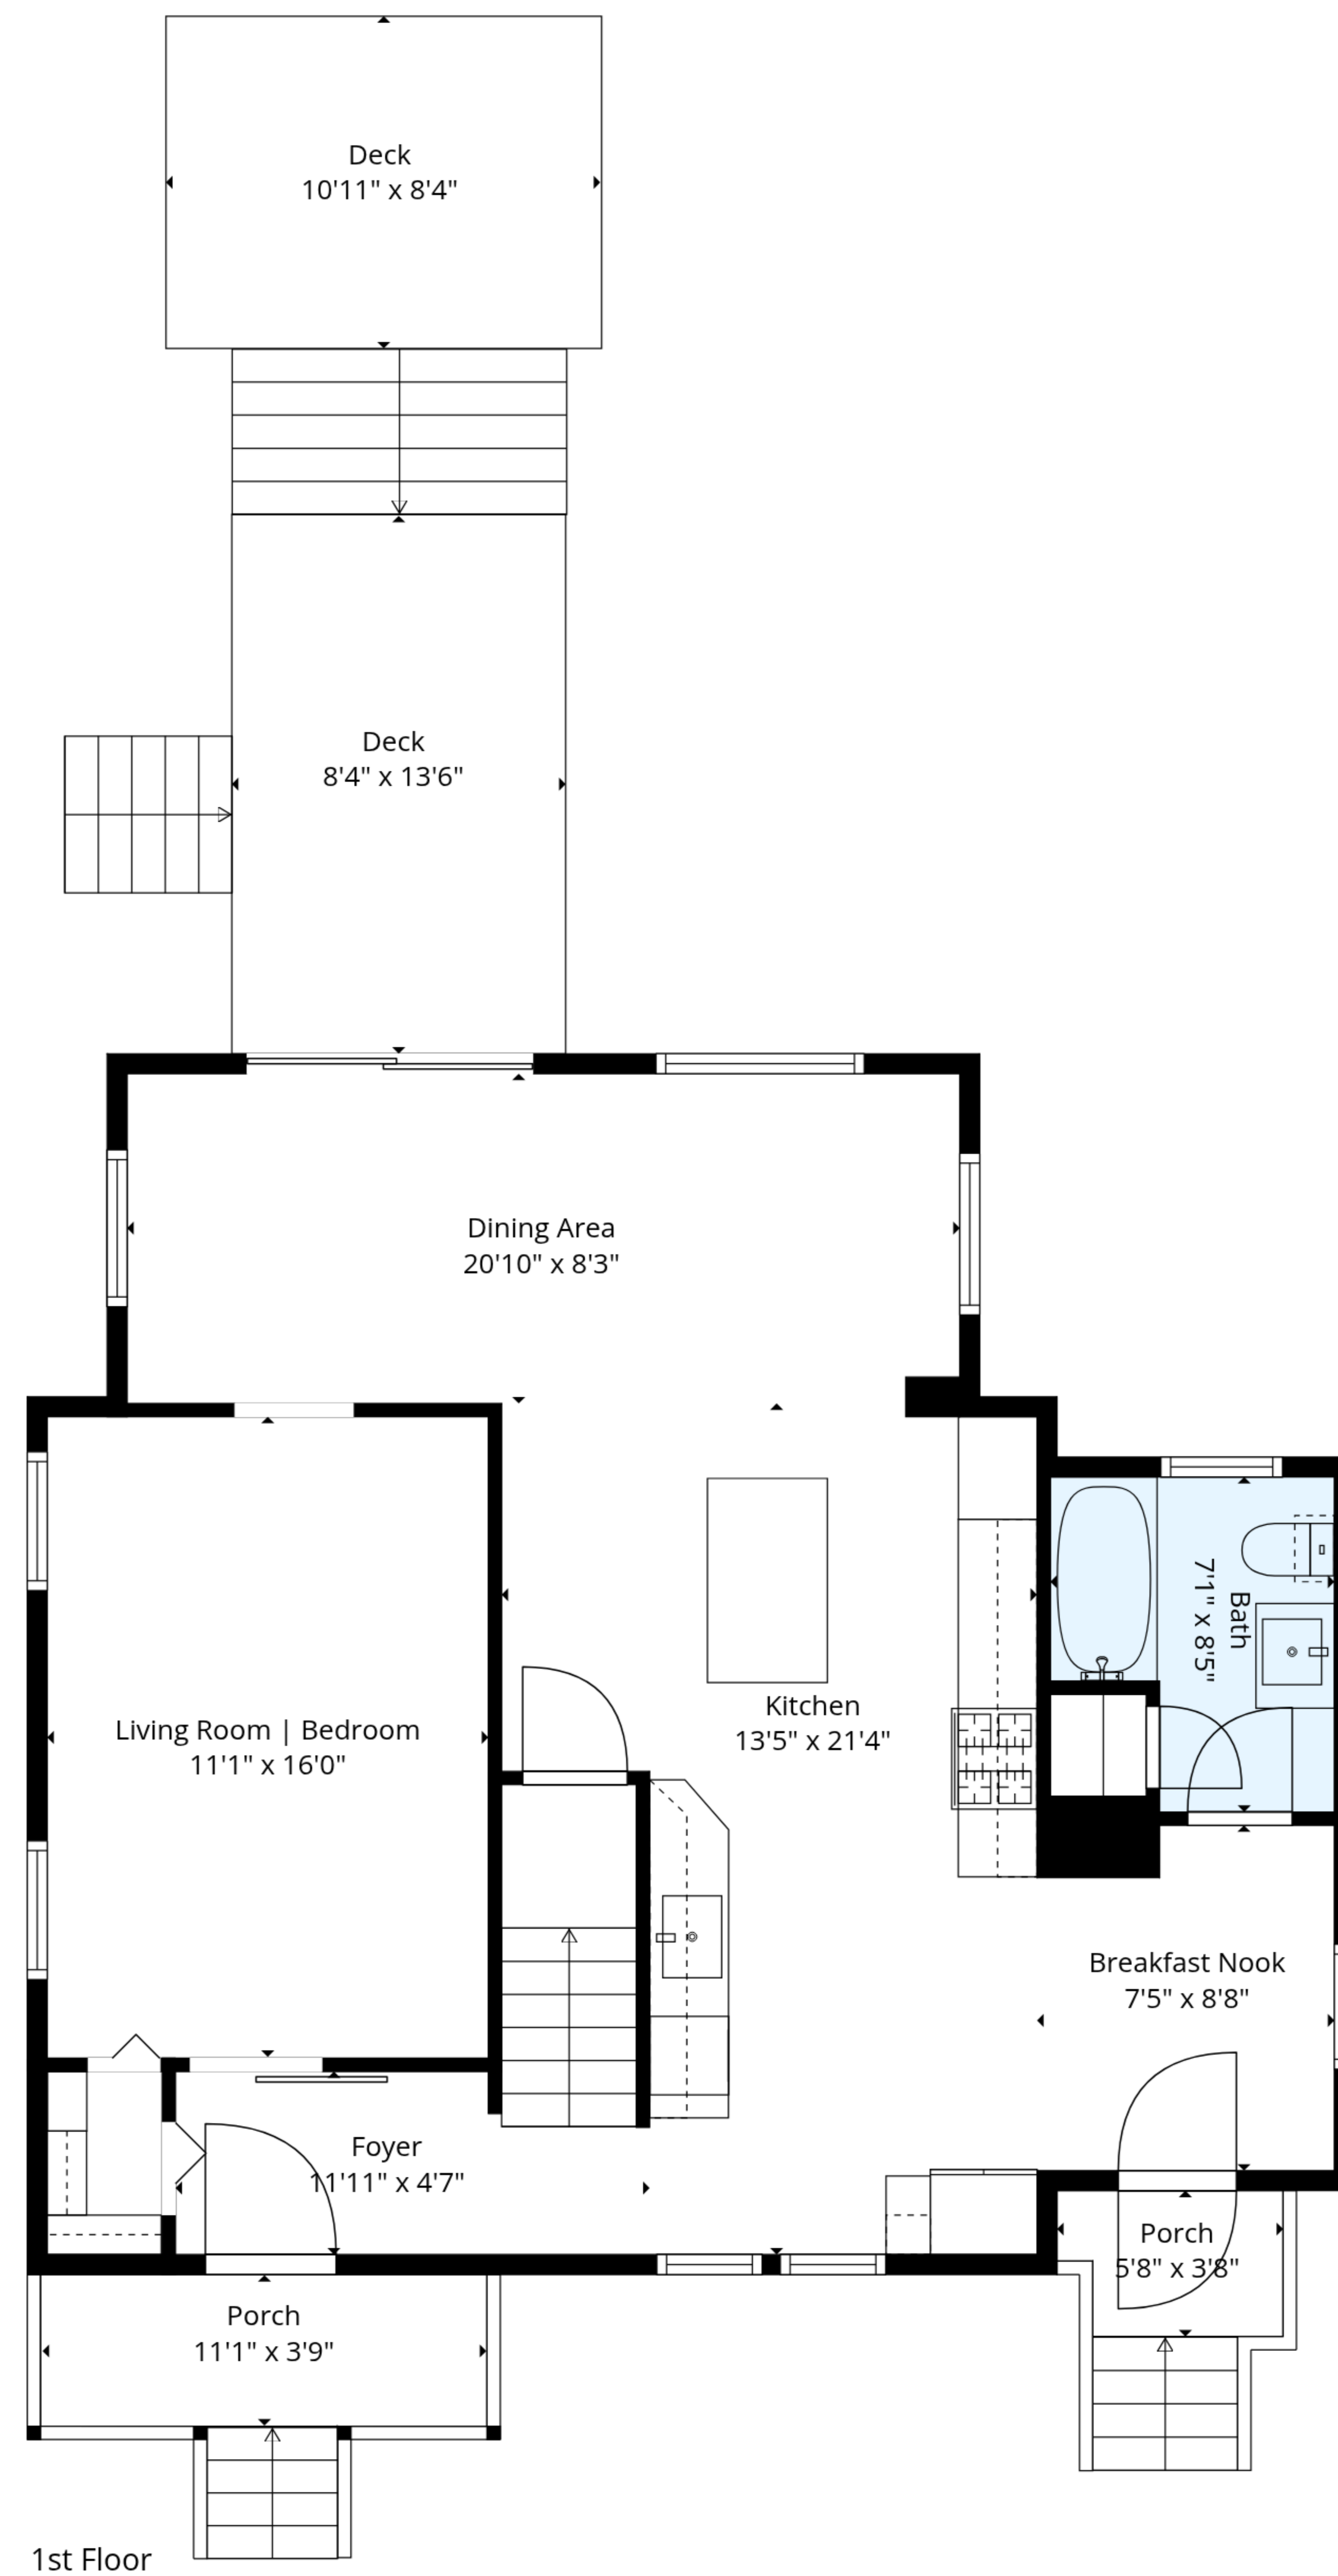 Deck
10'11" x 8'4"
Deck
8'4" x 13'6"
Dining Area
20'10" x 8'3"
Bath
7'1" x 8'5"
Kitchen
13'5" x 21'4"
Living Room | Bedroom
11'1" x 16'0"
Breakfast Nook
7'5" x 8'8"
Foyer
11'11" x 4'7"
Porch
5'8" x 3'8"
Porch
11'1" x 3'9"
1st Floor